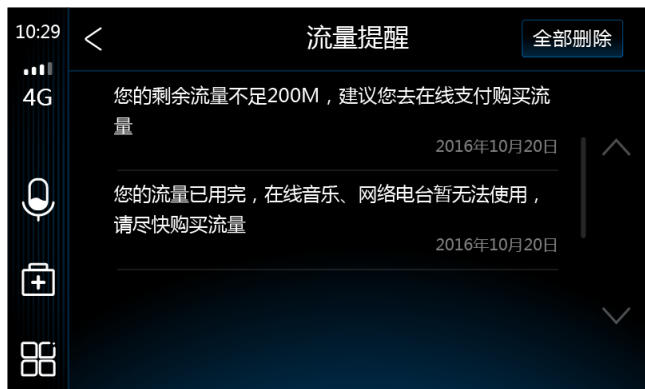 10:29
流量提醒
全部删除
4G
您的剩余流量不足200M，建议您去在线支付购买流
量
2016年10月20日
您的流量已用完，在线音乐、网络电台暂无法使用，
请尽快购买流量
2016年10月20日